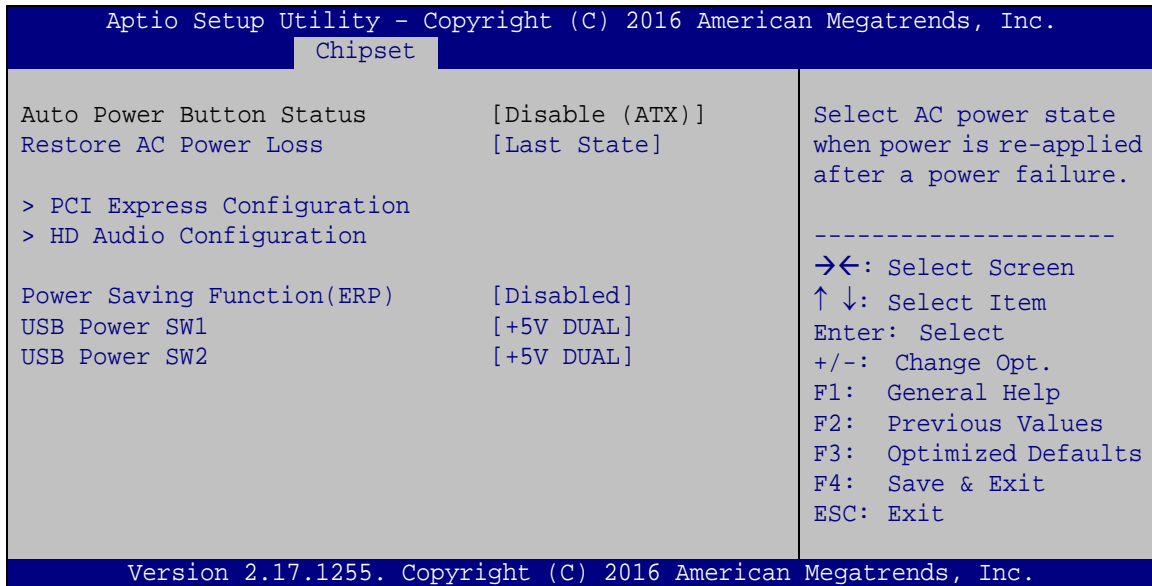 Aptio Setup Utility – Copyright (C) 2016 American Megatrends, Inc.
Chipset
Auto Power Button Status [Disable (ATX)]
Restore AC Power Loss [Last State]
> PCI Express Configuration
> HD Audio Configuration
Power Saving Function(ERP) [Disabled]
USB Power SW1 [+5V DUAL]
USB Power SW2 [+5V DUAL]
Select AC power state
when power is re-applied
after a power failure.
---------------------
→←: Select Screen
↑ ↓: Select Item
Enter: Select
+/-: Change Opt.
F1: General Help
F2: Previous Values
F3: Optimized Defaults
F4: Save & Exit
ESC: Exit
Version 2.17.1255. Copyright (C) 2016 American Megatrends, Inc.